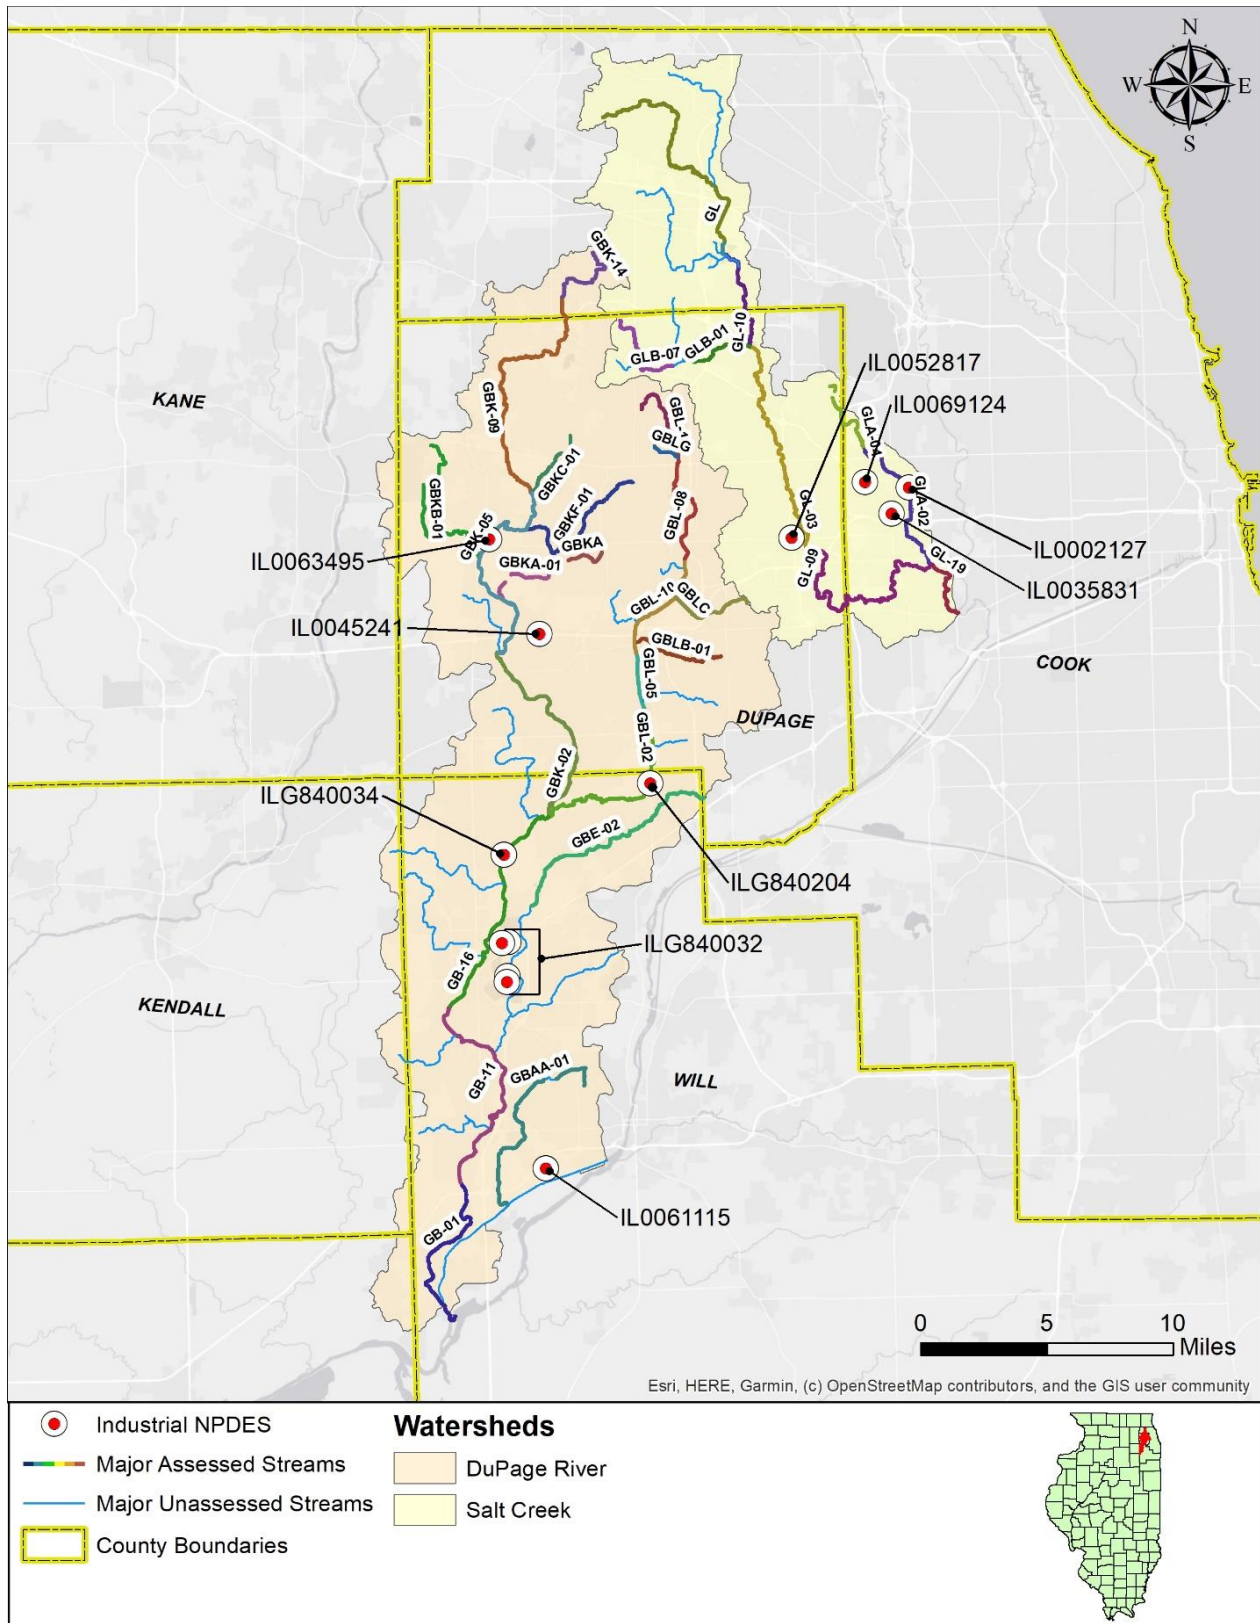 N
W
E
S
GBK-14
GL
GL-10
GLB-01
GLB-07
IL0052817
KANE
IL0069124
GBK-09
GBL-1
GBLG
GLA-04
GBKC-01
GBKB-01
GBKF-01
GBL-08
GL-03
GLA-02
GBK-05
IL0063495
GBKA
GBKA-01
GL-09
GL-19
IL0002127
IL0035831
GBL-10
GBLC
IL0045241
GBLB-01
COOK
GBL-05
DUPAGE
GBL-02
GBK-02
ILG840034
GBE-02
ILG840204
ILG840032
GB-16
KENDALL
GB-11
GBAA-01
WILL
IL0061115
GB-01
0 5 10
Miles
Esri, HERE, Garmin, (c) OpenStreetMap contributors, and the GIS user community
Industrial NPDES
Major Assessed Streams
Major Unassessed Streams
County Boundaries
Watersheds
DuPage River
Salt Creek